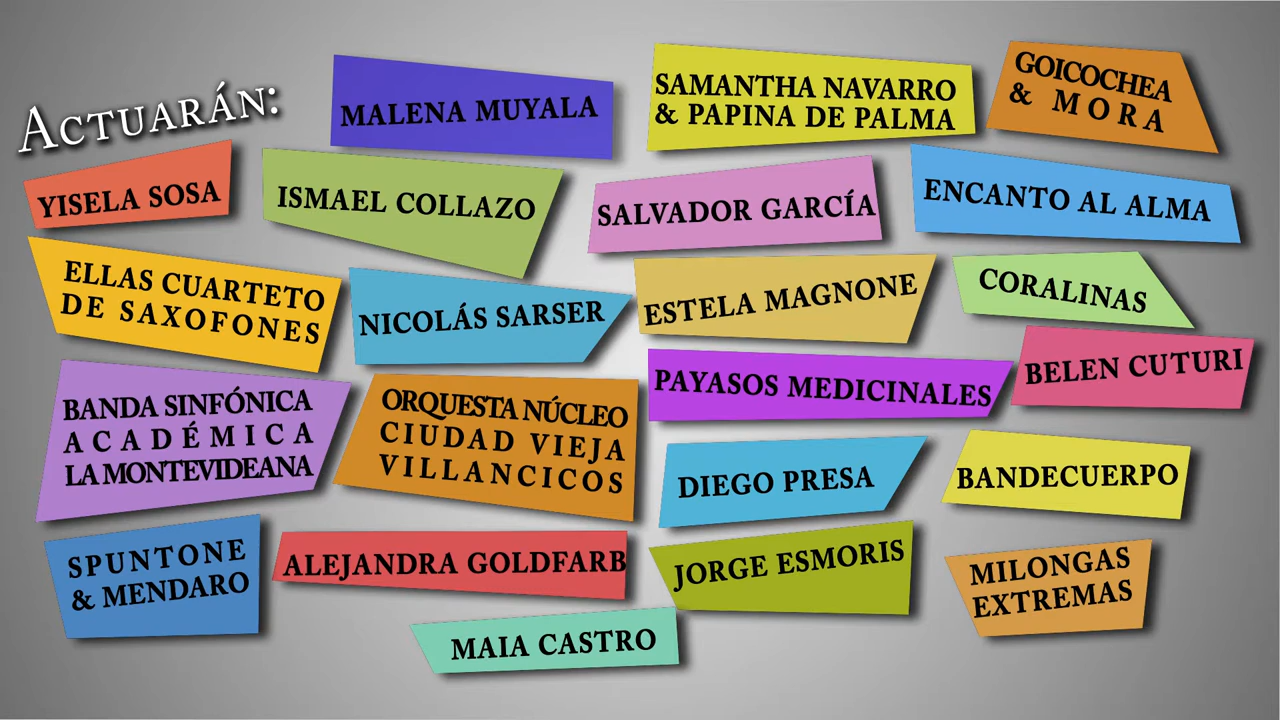 ACTUARÁN:
MALENA MUYALA
SAMANTHA NAVARRO
& PAPINA DE PALMA
GOICOCHEA
& MORA
YISELA SOSA
ISMAEL COLLAZO
SALVADOR GARCÍA
ENCANTO AL ALMA
ELLAS CUARTETO
DE SAXOFONES
NICOLÁS SARSER
ESTELA MAGNONE
CORALINAS
BANDA SINFÓNICA
ACADÉMICA
LA MONTEVIDEANA
ORQUESTA NÚCLEO
CIUDAD VIEJA
VILLANCICOS
PAYASOS MEDICINALES
BELEN CUTURI
DIEGO PRESA
BANDECUERPO
SPUNTONE
& MENDARO
ALEJANDRA GOLDFARB
JORGE ESMORIS
MILONGAS
EXTREMAS
MAIA CASTRO